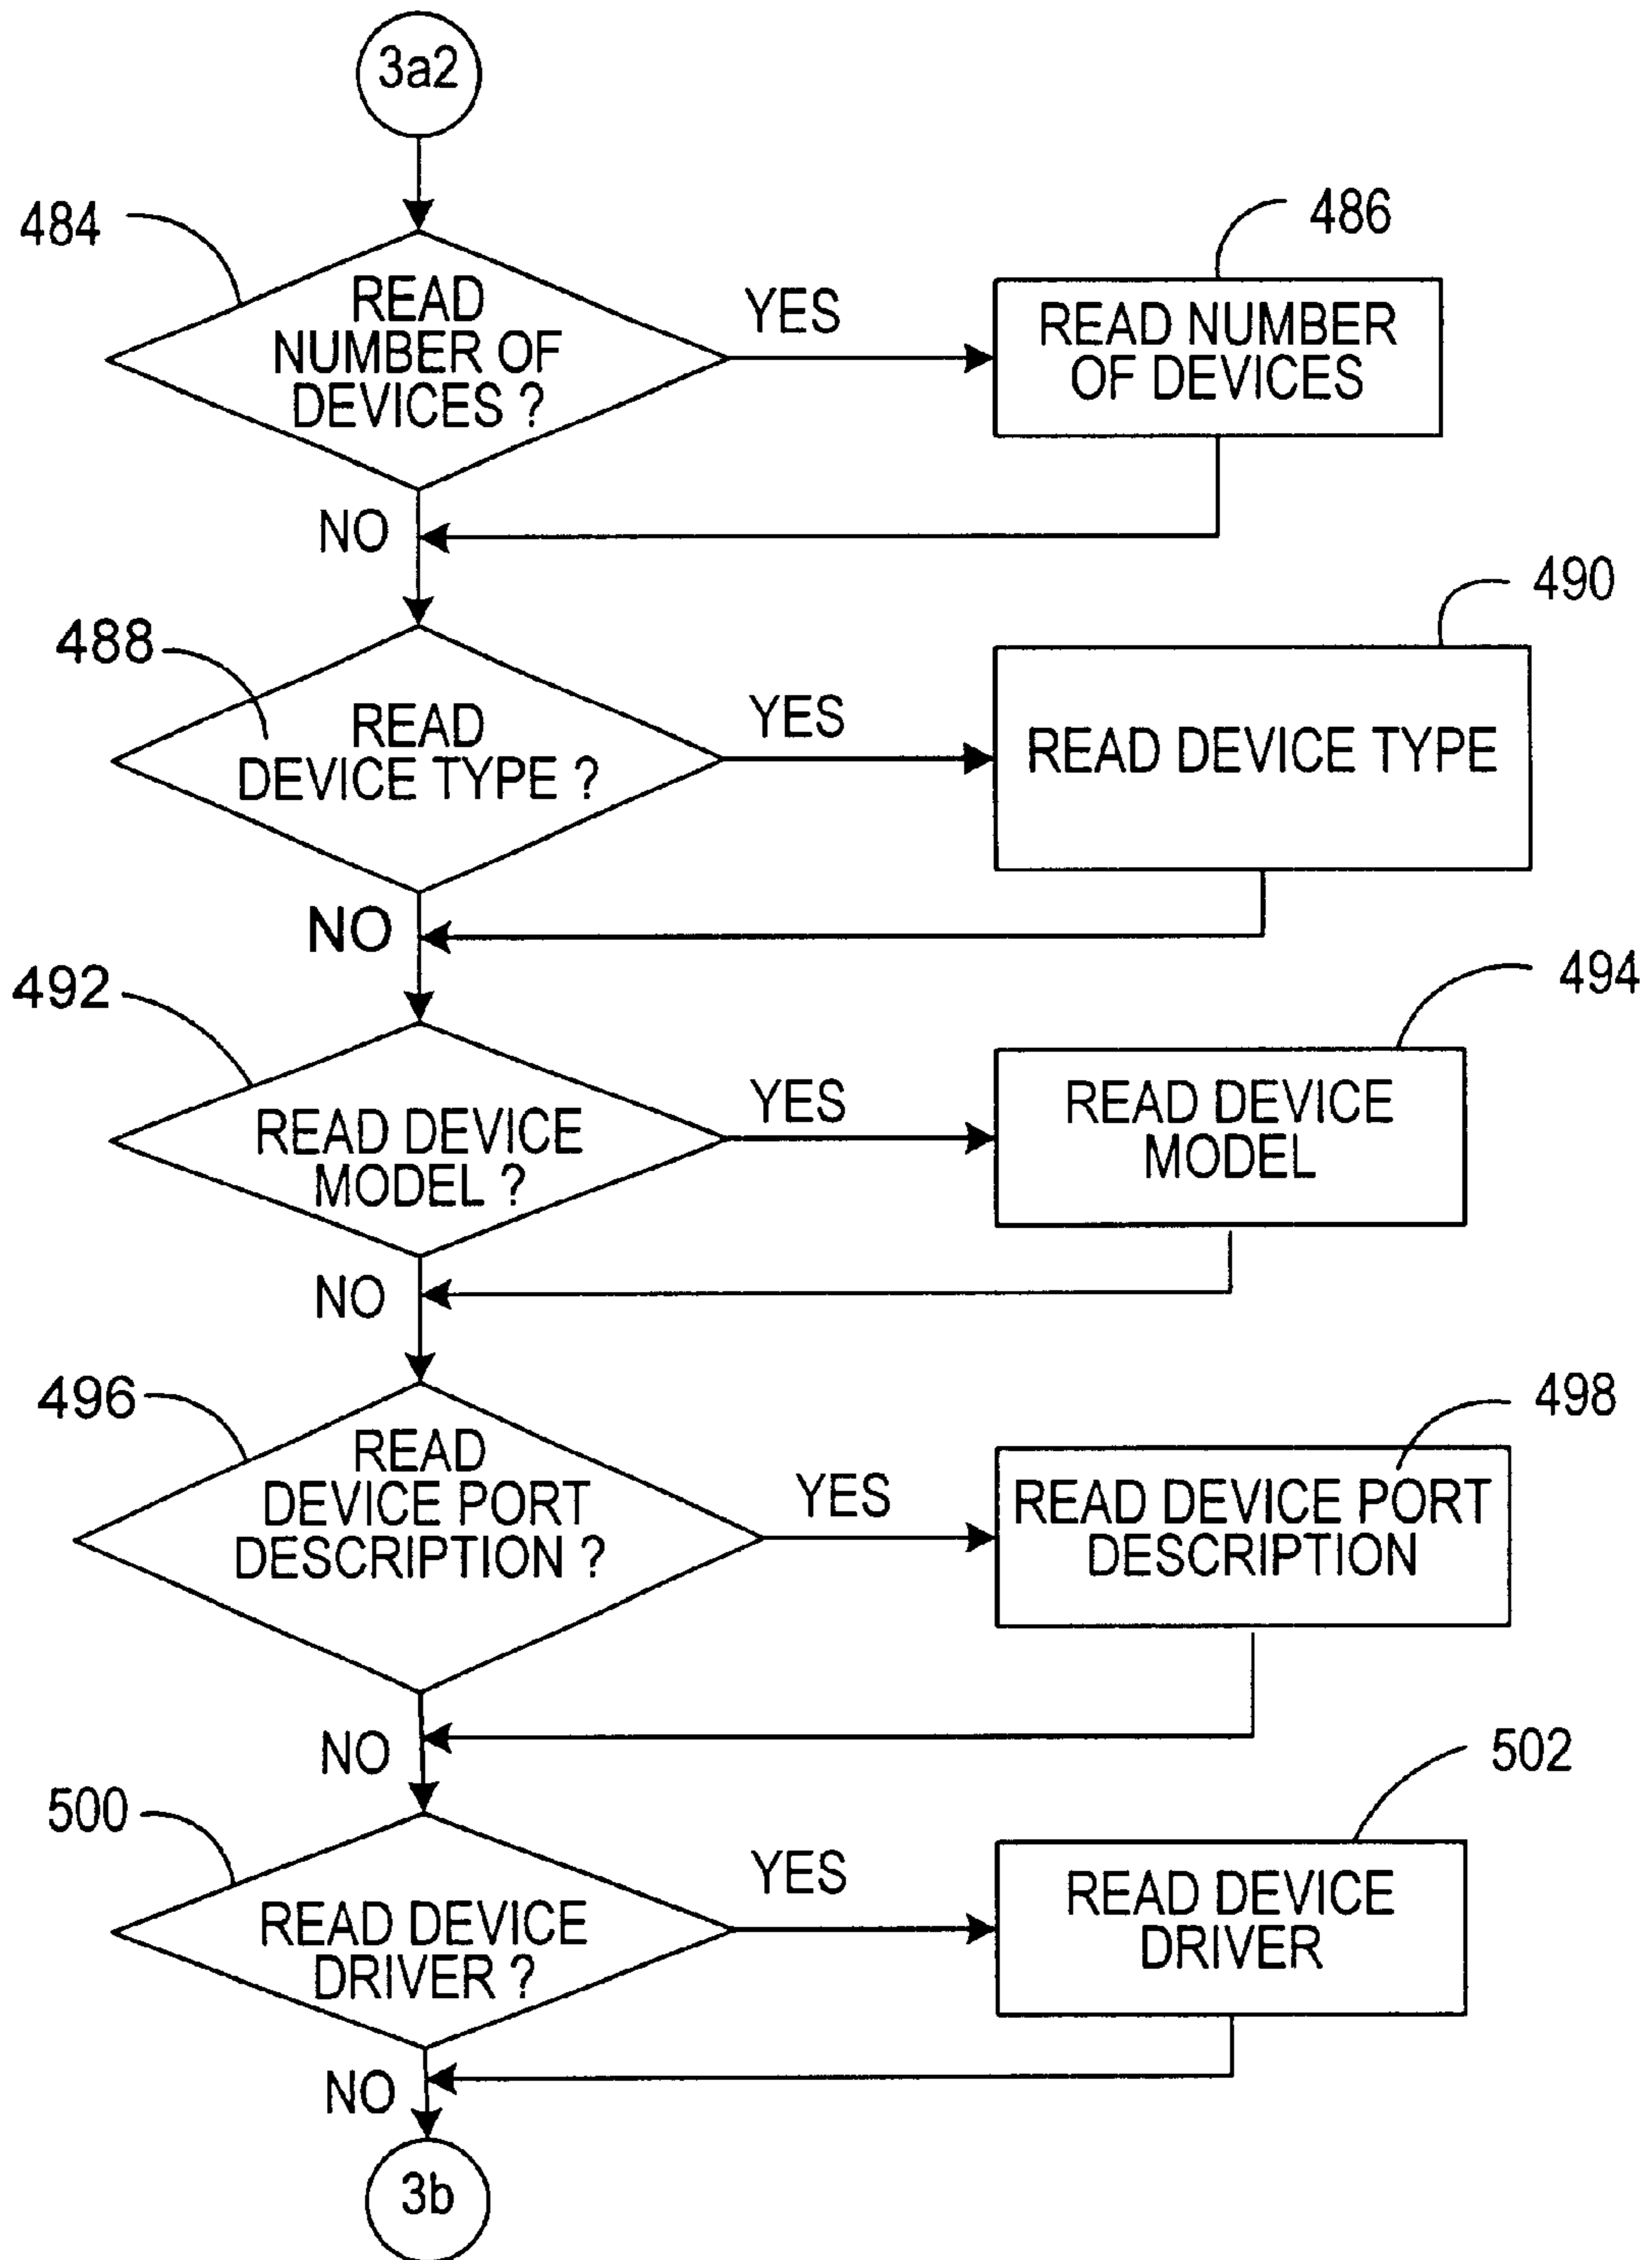 3a2
484
READ
NUMBER OF
DEVICES ?
YES
486
READ NUMBER
OF DEVICES
NO
488
READ
DEVICE TYPE ?
YES
490
READ DEVICE TYPE
NO
492
READ DEVICE
MODEL ?
YES
494
READ DEVICE
MODEL
NO
496
READ
DEVICE PORT
DESCRIPTION ?
YES
498
READ DEVICE PORT
DESCRIPTION
NO
500
READ DEVICE
DRIVER ?
YES
502
READ DEVICE
DRIVER
NO
3b